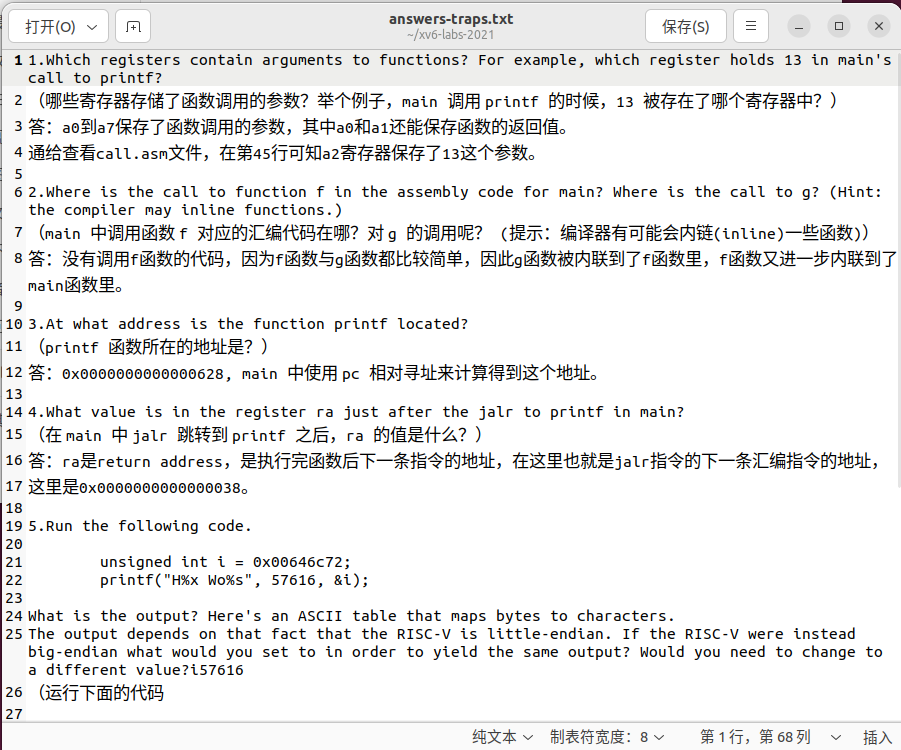 打开(O)
answers-traps.txt
~/xv6-labs-2021
保存(S)
1 1.Which registers contain arguments to functions? For example, which register holds 13 in main's
call to printf?
2 （哪些寄存器存储了函数调用的参数？举个例子，main 调用 printf 的时候，13 被存在了哪个寄存器中？）
3 答：a0到a7保存了函数调用的参数，其中a0和a1还能保存函数的返回值。
4 通给查看call.asm文件，在第45行可知a2寄存器保存了13这个参数。
5
6 2.Where is the call to function f in the assembly code for main? Where is the call to g? (Hint:
the compiler may inline functions.)
7 （main 中调用函数 f 对应的汇编代码在哪？对 g 的调用呢？ (提示：编译器有可能会内链(inline)一些函数)）
8 答：没有调用f函数的代码，因为f函数与g函数都比较简单，因此g函数被内联到了f函数里，f函数又进一步内联到了
main函数里。
9
10 3.At what address is the function printf located?
11 （printf 函数所在的地址是？）
12 答：0x0000000000000628, main 中使用 pc 相对寻址来计算得到这个地址。
13
14 4.What value is in the register ra just after the jalr to printf in main?
15 （在 main 中 jalr 跳转到 printf 之后，ra 的值是什么？）
16 答：ra是return address，是执行完函数后下一条指令的地址，在这里也就是jalr指令的下一条汇编指令的地址，
17 这里是0x0000000000000038。
18
19 5.Run the following code.
20
21 unsigned int i = 0x00646c72;
22 printf("H%x Wo%s", 57616, &i);
23
24 What is the output? Here's an ASCII table that maps bytes to characters.
25 The output depends on that fact that the RISC-V is little-endian. If the RISC-V were instead
big-endian what would you set to in order to yield the same output? Would you need to change to
a different value?i57616
26 （运行下面的代码
27
纯文本 制表符宽度：8 第 1 行，第 68 列 插入